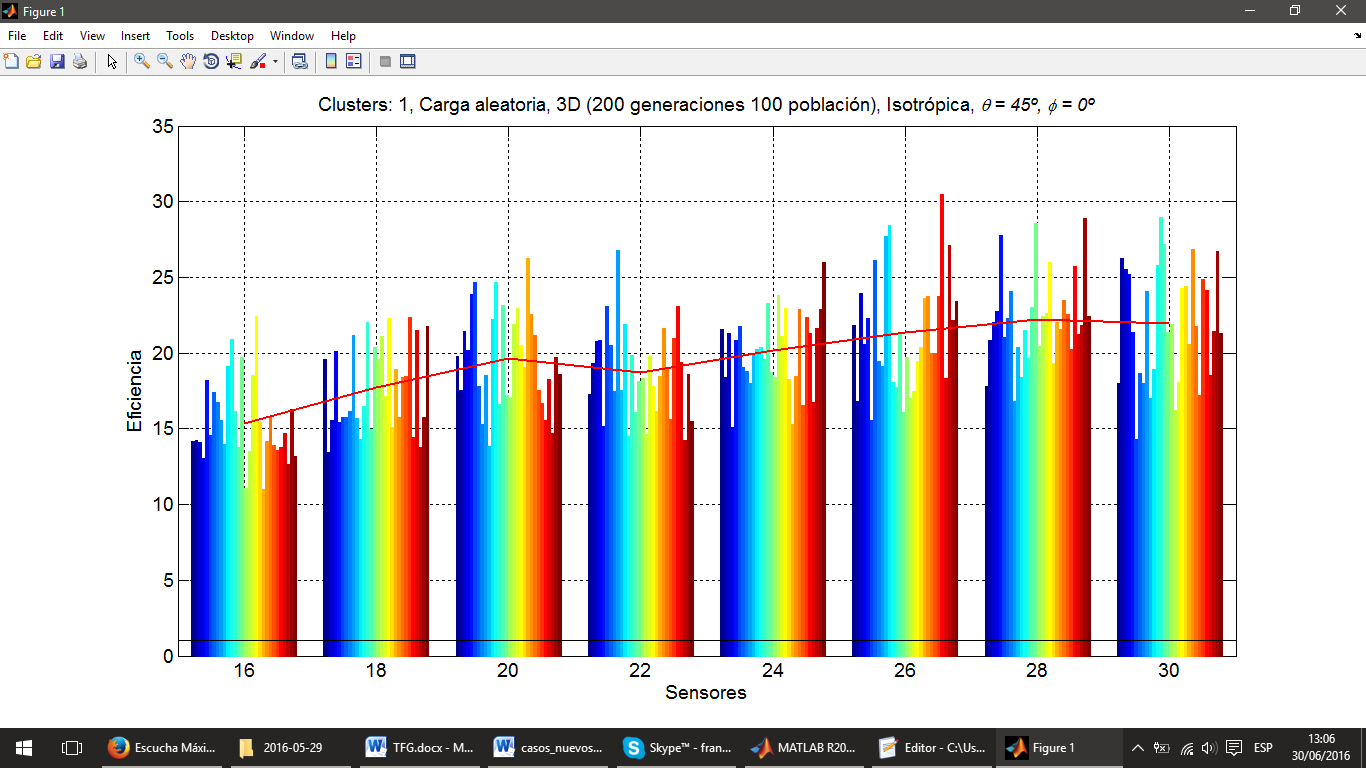 Figure 1
File Edit View Insert Tools Desktop Window Help
Clusters: 1, Carga aleatoria, 3D (200 generaciones 100 población), Isotrópica, θ = 45º, ϕ = 0º
35
30
25
20
15
10
5
0
Eficiencia
16 18 20 22 24 26 28 30
Sensores
Escucha Máxi... 2016-05-29 TFG.docx - M... casos_nuevos... Skype™ - fran... MATLAB R20... Editor - C:\Us... Figure 1 ESP 13:06
30/06/2016